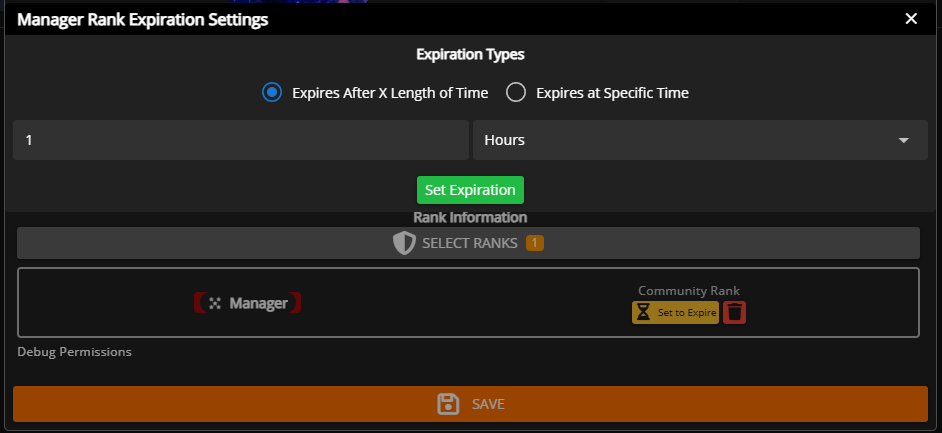 Manager Rank Expiration Settings
Expiration Types
Expires After X Length of Time Expires at Specific Time
1 Hours
Set Expiration
Rank Information
SELECT RANKS 1
Manager
Community Rank
Set to Expire
Debug Permissions
SAVE